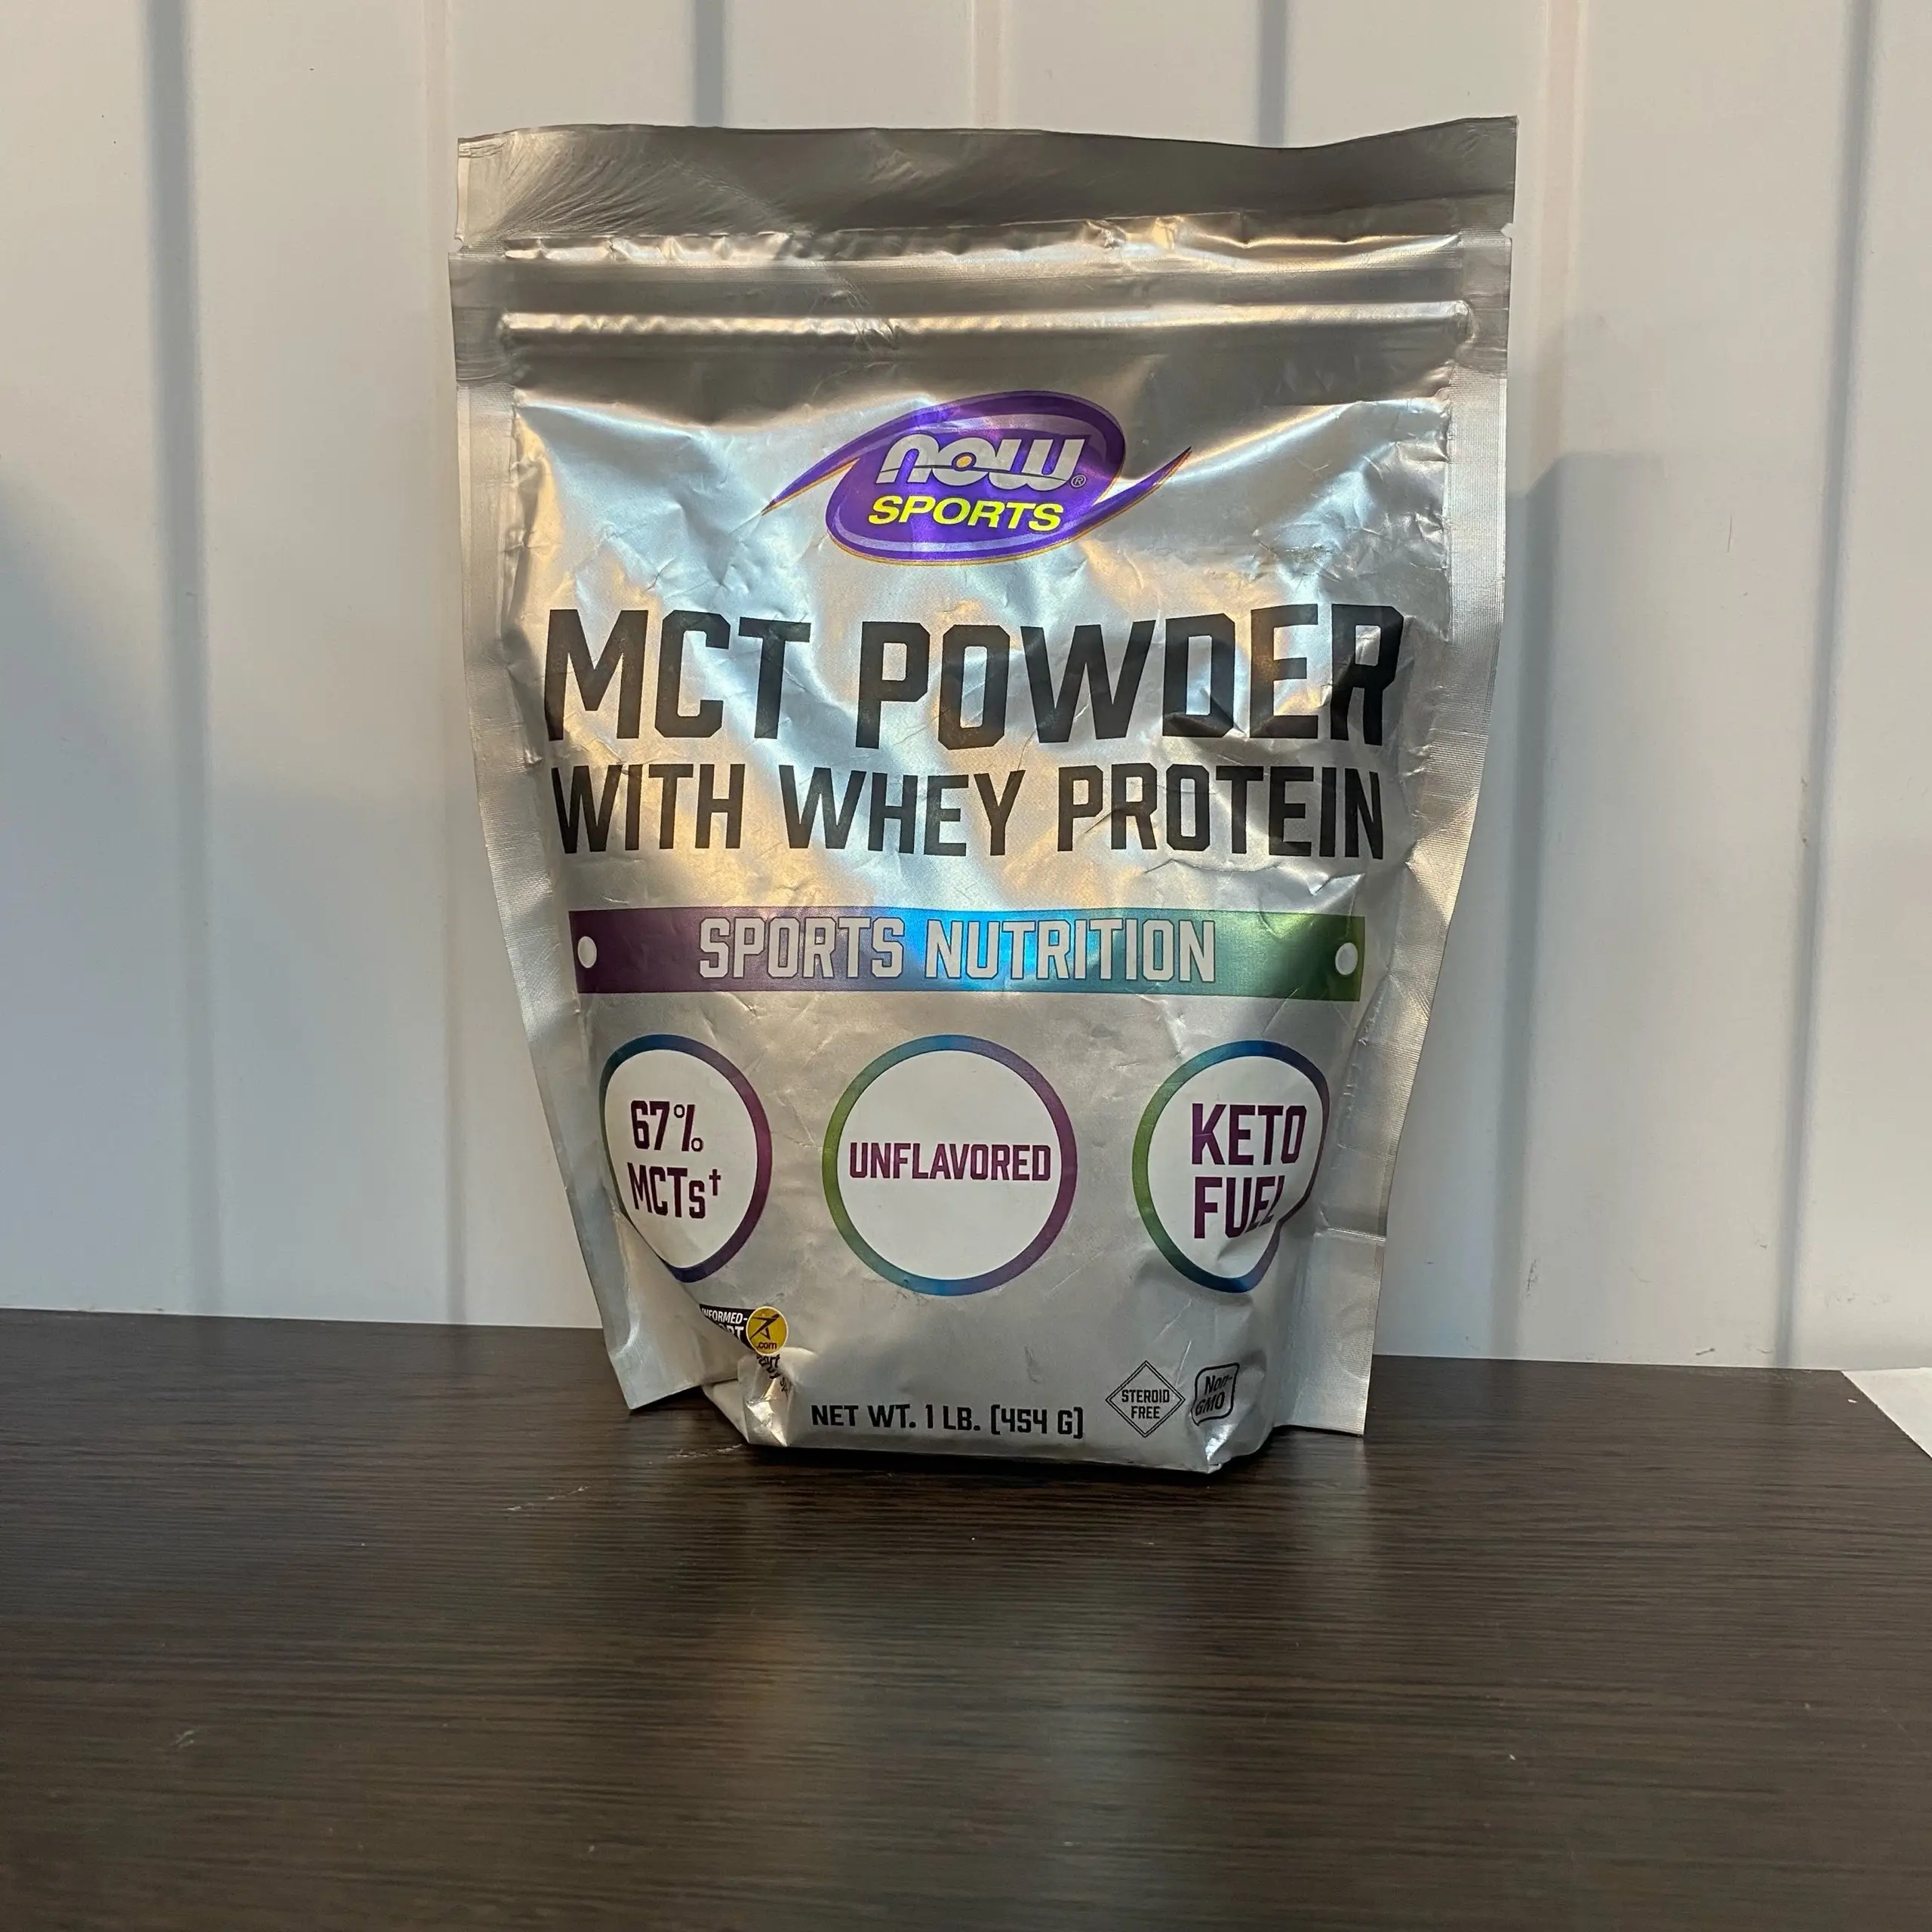 now®
SPORTS
MCT POWDER
WITH WHEY PROTEIN
SPORTS NUTRITION
67%
MCTs†
UNFLAVORED
KETO
FUEL
.com
NET WT. 1 LB. (454 G)
STEROID
FREE
Non-
GMO